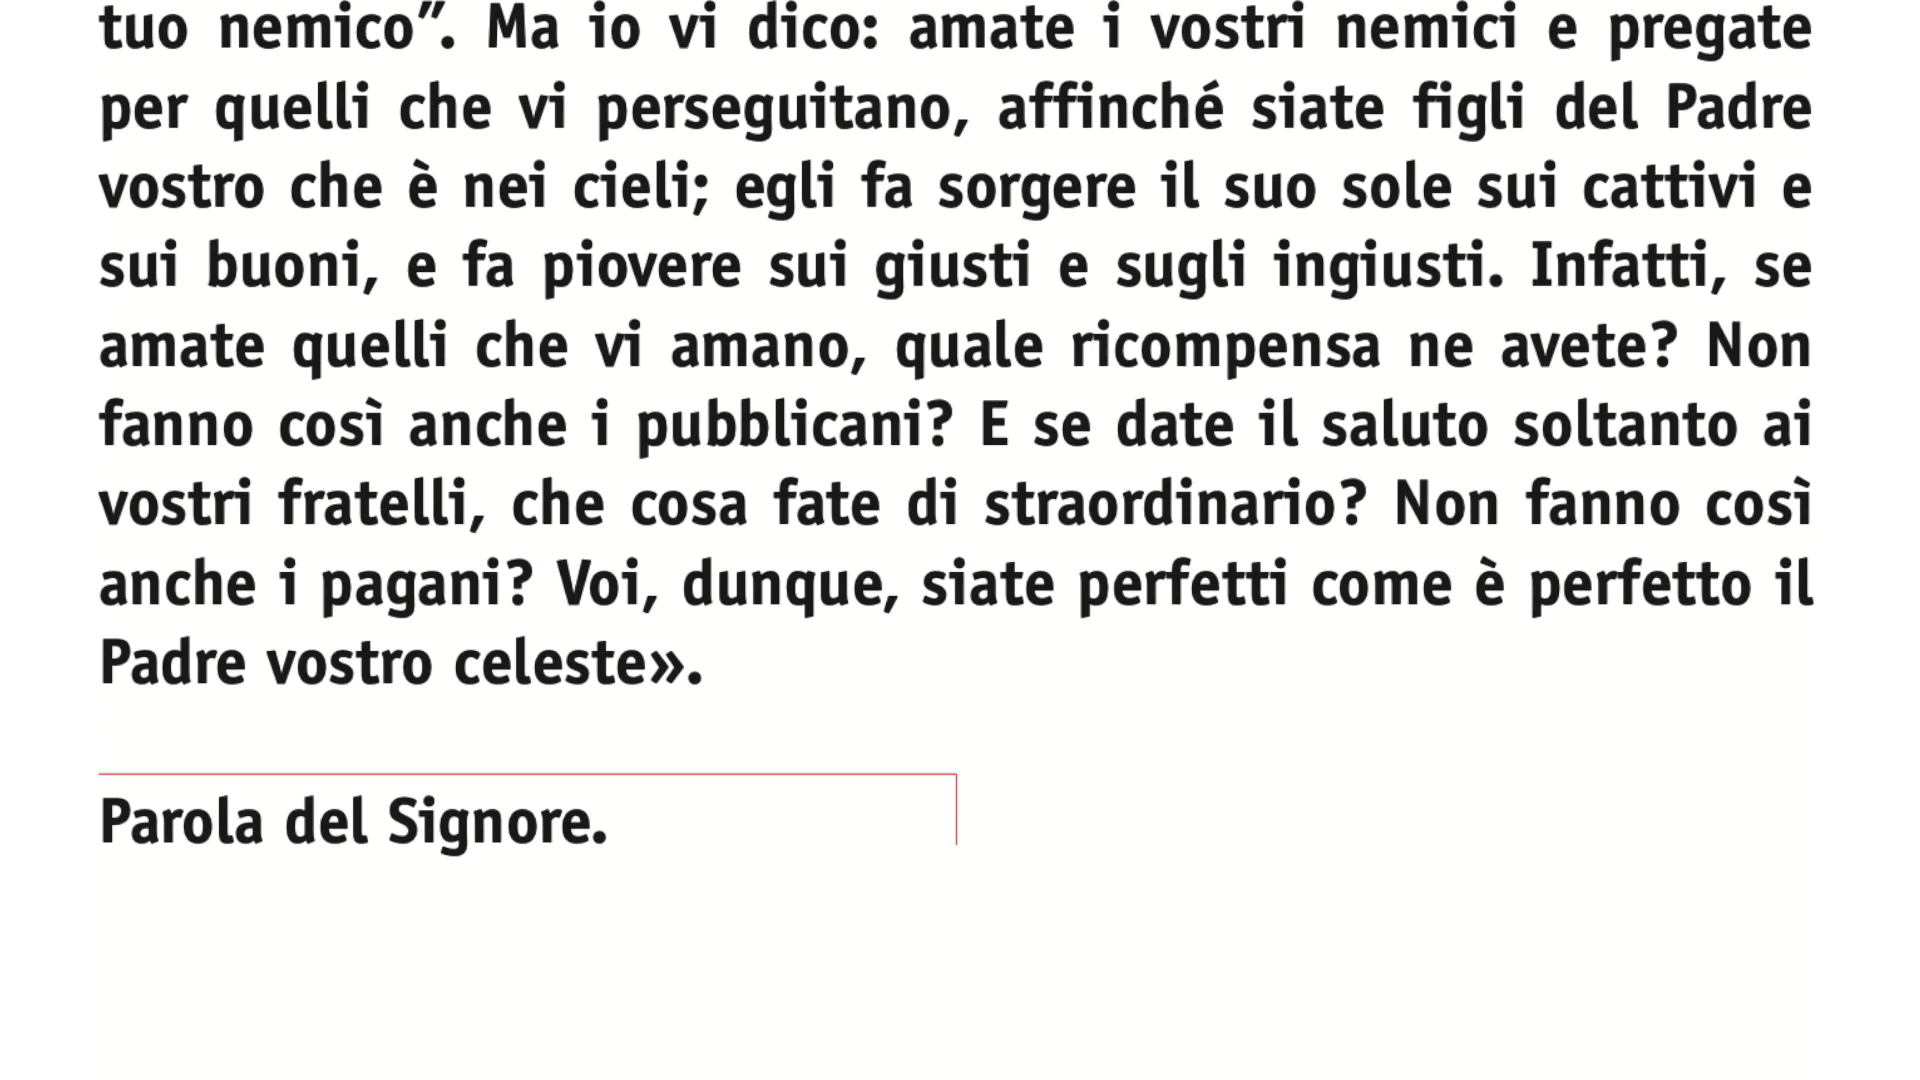 tuo nemico”. Ma io vi dico: amate i vostri nemici e pregate
per quelli che vi perseguitano, affinché siate figli del Padre
vostro che è nei cieli; egli fa sorgere il suo sole sui cattivi e
sui buoni, e fa piovere sui giusti e sugli ingiusti. Infatti, se
amate quelli che vi amano, quale ricompensa ne avete? Non
fanno così anche i pubblicani? E se date il saluto soltanto ai
vostri fratelli, che cosa fate di straordinario? Non fanno così
anche i pagani? Voi, dunque, siate perfetti come è perfetto il
Padre vostro celeste».
Parola del Signore.